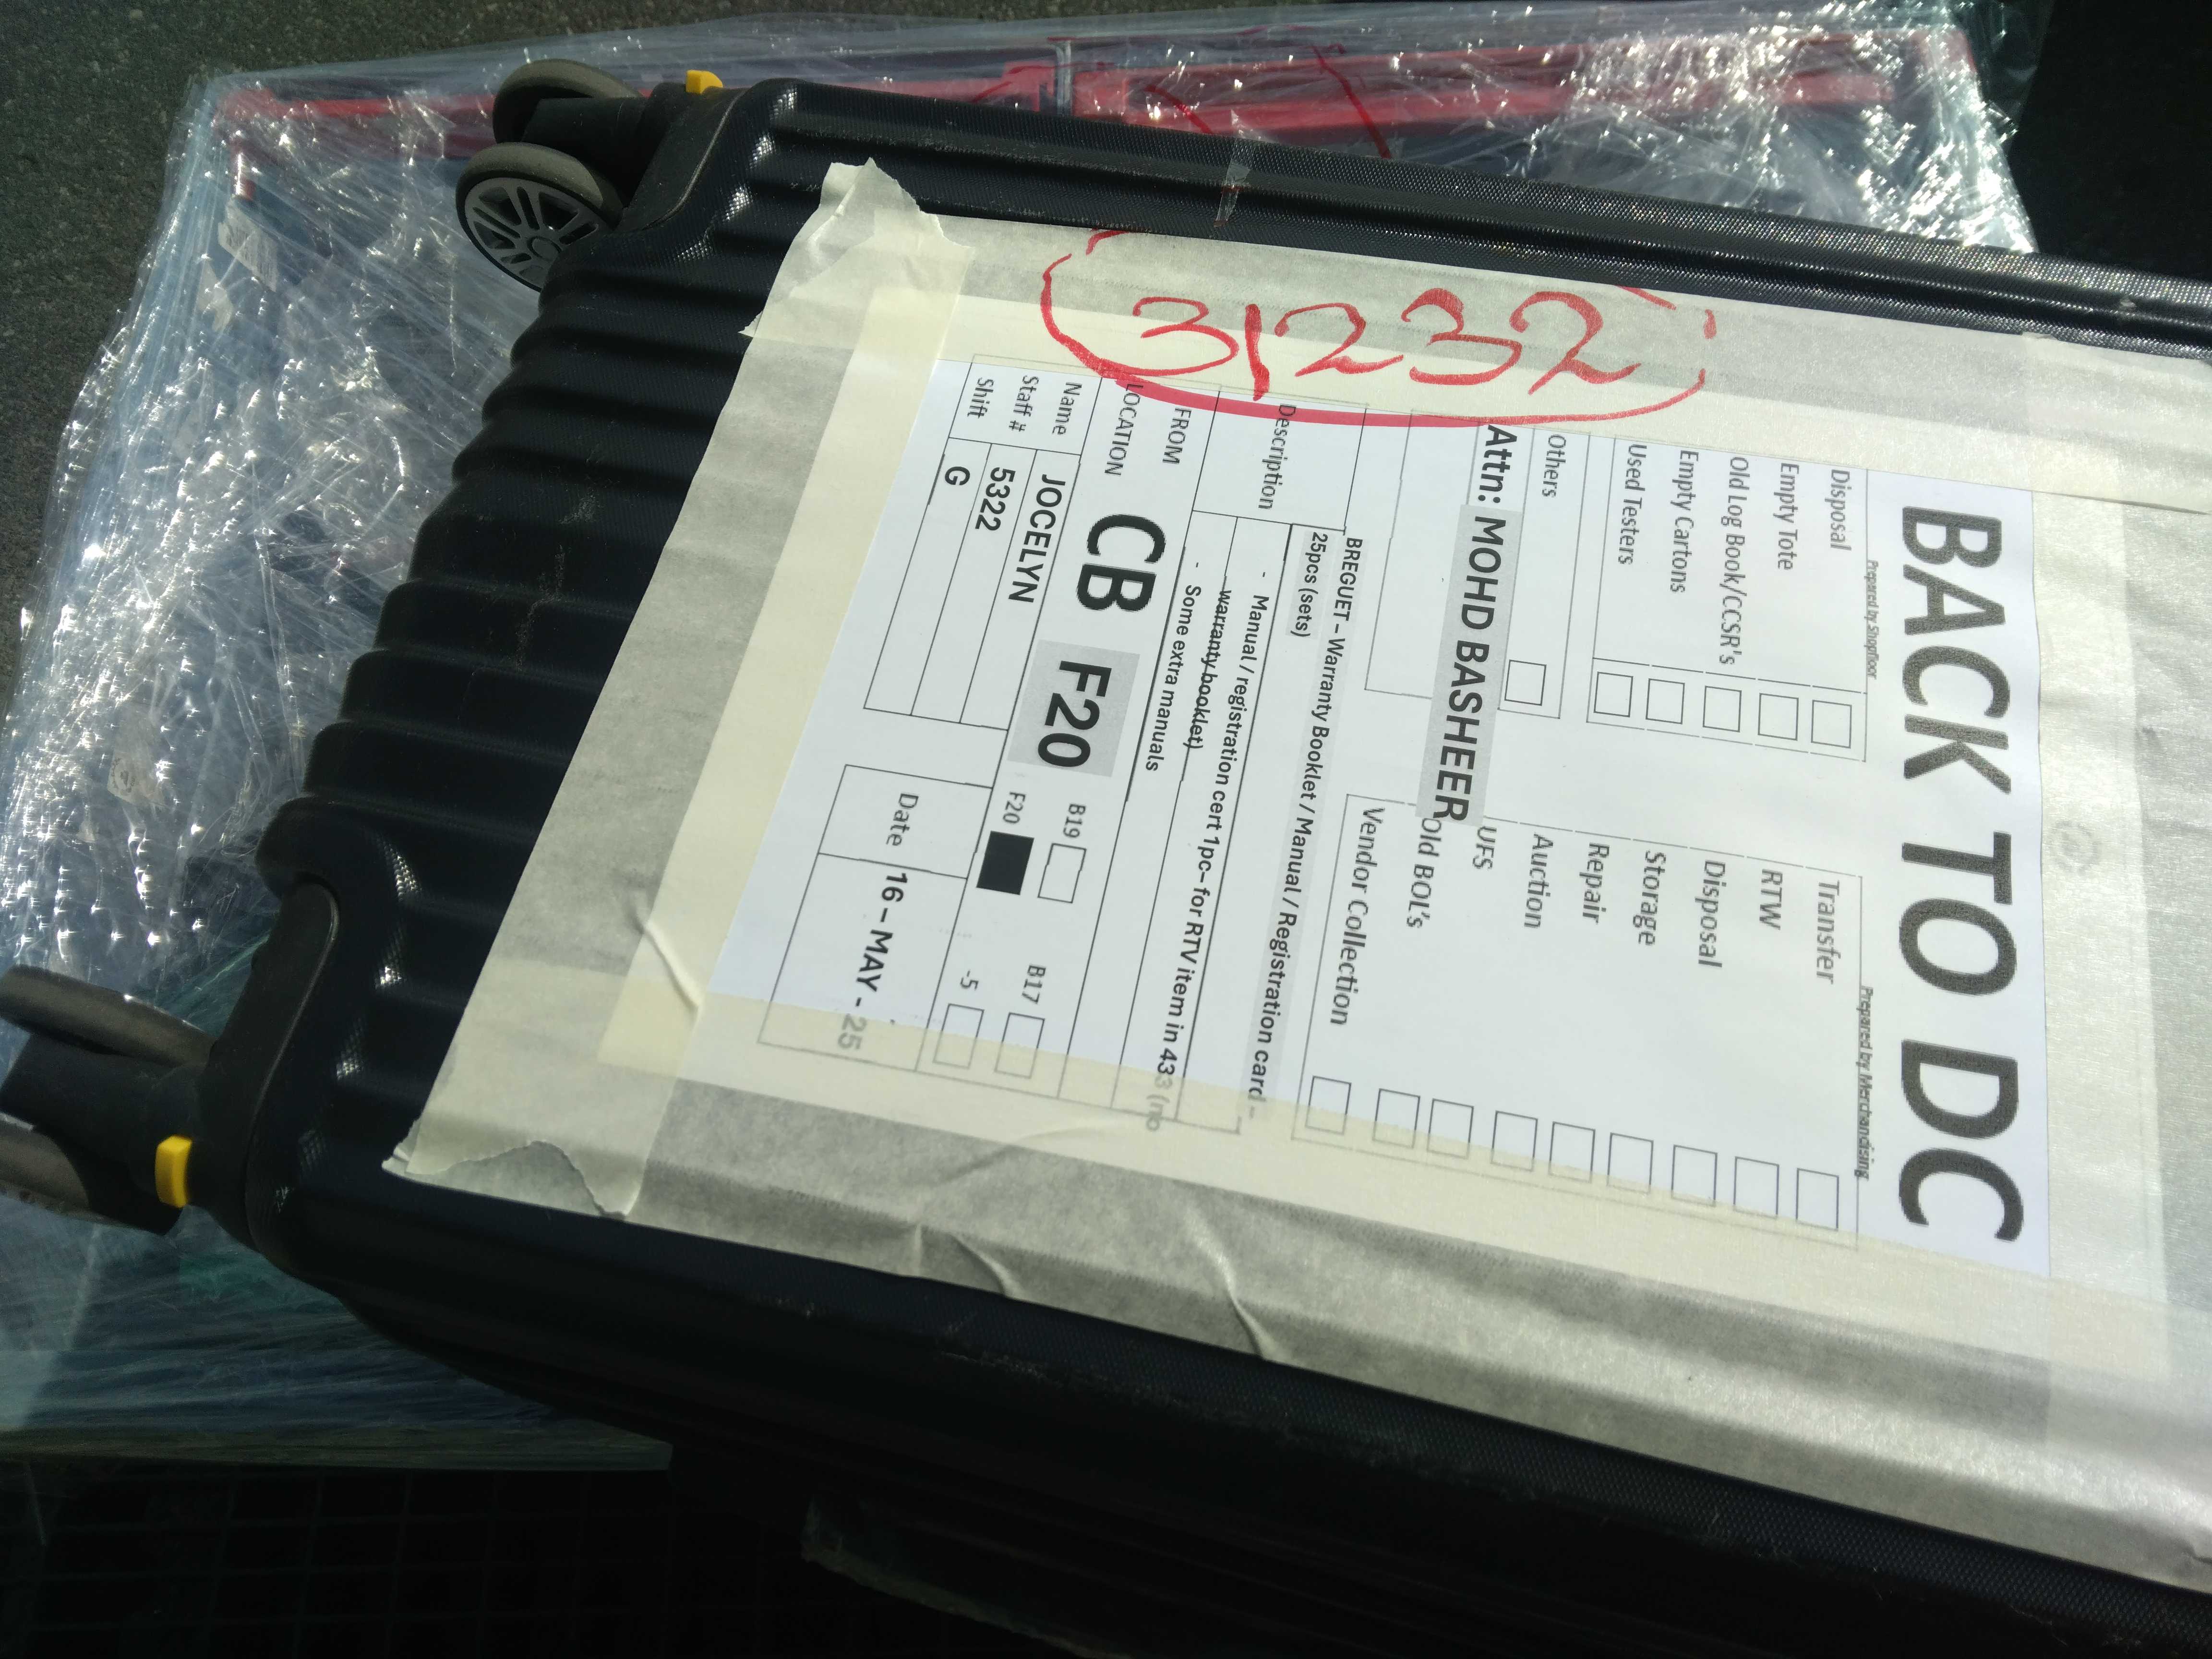 31232
BACK TO DC
Prepared by Shopfloor
Disposal
Empty Tote
Old Log Book/CCSR's
Empty Cartons
Used Testers
Others
Prepared by Merchandising
Transfer
RTW
Disposal
Storage
Repair
Auction
UFS
Old BOL's
Vendor Collection
Attn: MOHD BASHEER
Description
BREGUET – Warranty Booklet / Manual / Registration card –
25pcs (sets)
- Manual / registration cert 1pc– for RTV item in 433 (no
warranty booklet)
- Some extra manuals
FROM
LOCATION
CB F20
B19
B17
F20
-5
Name JOCELYN
Staff # 5322
Shift G
Date 16 – MAY - 25